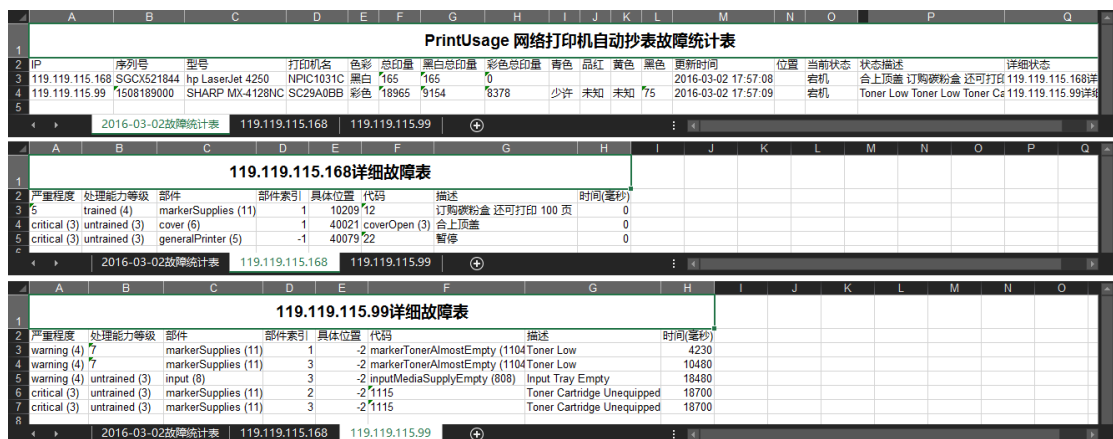 A B C D E F G H I J K L M N O P Q
1 PrintUsage 网络打印机自动抄表故障统计表
2 IP 序列号 型号 打印机名 色彩 总印量 黑白总印量 彩色总印量 青色 品红 黄色 黑色 更新时间 位置 当前状态 状态描述 详细状态
3 119.119.115.168 SGCX521844 hp LaserJet 4250 NPIC1031C 黑白 165 165 0 2016-03-02 17:57:08 宕机 合上顶盖 订购碳粉盒 还可打印 119.119.115.168详
4 119.119.115.99 1508189000 SHARP MX-4128NC SC29A0BB 彩色 18965 9154 8378 少许 未知 未知 75 2016-03-02 17:57:09 宕机 Toner Low Toner Low Toner Ca 119.119.115.99详细
5
2016-03-02故障统计表 119.119.115.168 119.119.115.99
A B C D E F G H I J K L M N O P Q
1 119.119.115.168详细故障表
2 严重程度 处理能力等级 部件 部件索引 具体位置 代码 描述 时间(毫秒)
3 5 trained (4) markerSupplies (11) 1 10209 12 订购碳粉盒 还可打印 100 页 0
4 critical (3) untrained (3) cover (6) 1 40021 coverOpen (3) 合上顶盖 0
5 critical (3) untrained (3) generalPrinter (5) -1 40079 22 暂停 0
2016-03-02故障统计表 119.119.115.168 119.119.115.99
A B C D E F G H I J K L M N O
1 119.119.115.99详细故障表
2 严重程度 处理能力等级 部件 部件索引 具体位置 代码 描述 时间(毫秒)
3 warning (4) 7 markerSupplies (11) 1 -2 markerTonerAlmostEmpty (1104 Toner Low 4230
4 warning (4) 7 markerSupplies (11) 3 -2 markerTonerAlmostEmpty (1104 Toner Low 10480
5 warning (4) untrained (3) input (8) 3 -2 inputMediaSupplyEmpty (808) Input Tray Empty 18480
6 critical (3) untrained (3) markerSupplies (11) 2 -2 1115 Toner Cartridge Unequipped 18700
7 critical (3) untrained (3) markerSupplies (11) 3 -2 1115 Toner Cartridge Unequipped 18700
8
2016-03-02故障统计表 119.119.115.168 119.119.115.99